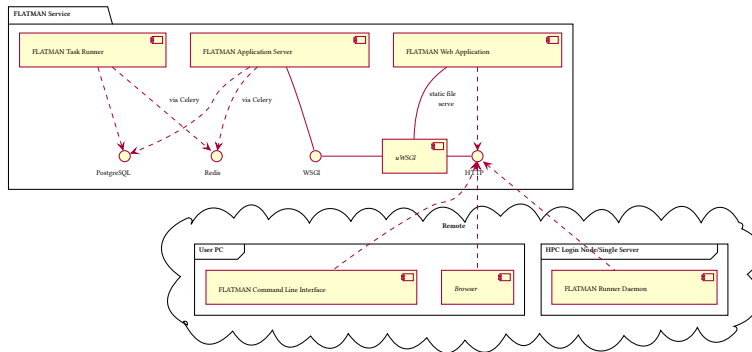 FLATMAN Service
FLATMAN Task Runner
FLATMAN Application Server
FLATMAN Web Application
via Celery
via Celery
static file
serve
uWSGI
PostgreSQL
Redis
WSGI
HTTP
Remote
User PC
HPC Login Node/Single Server
FLATMAN Command Line Interface
Browser
FLATMAN Runner Daemon